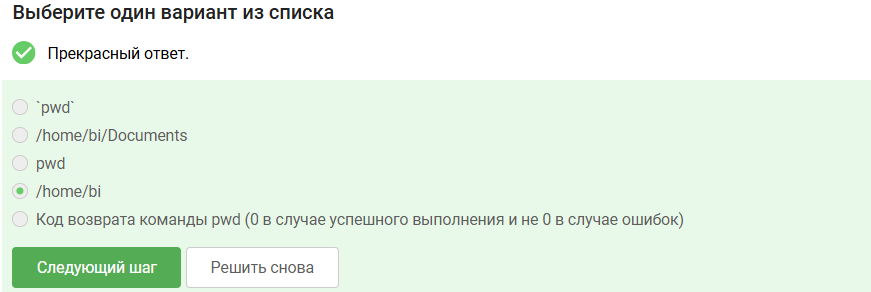 Выберите один вариант из списка
Прекрасный ответ.
`pwd`
/home/bi/Documents
pwd
/home/bi
Код возврата команды pwd (0 в случае успешного выполнения и не 0 в случае ошибок)
Следующий шаг
Решить снова